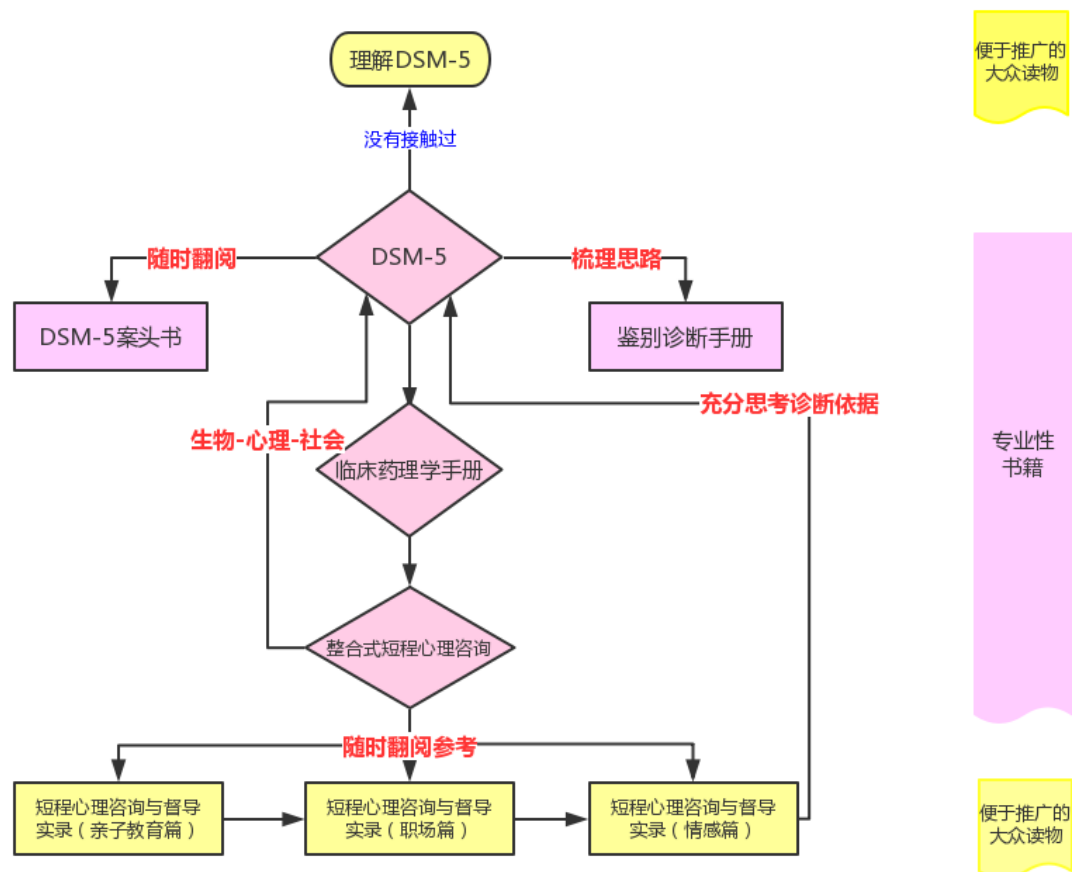 理解DSM-5
便于推广的
大众读物
没有接触过
DSM-5
随时翻阅
梳理思路
DSM-5案头书
鉴别诊断手册
充分思考诊断依据
生物-心理-社会
专业性
书籍
临床药理学手册
整合式短程心理咨询
随时翻阅参考
短程心理咨询与督导
实录（亲子教育篇）
短程心理咨询与督导
实录（职场篇）
短程心理咨询与督导
实录（情感篇）
便于推广的
大众读物